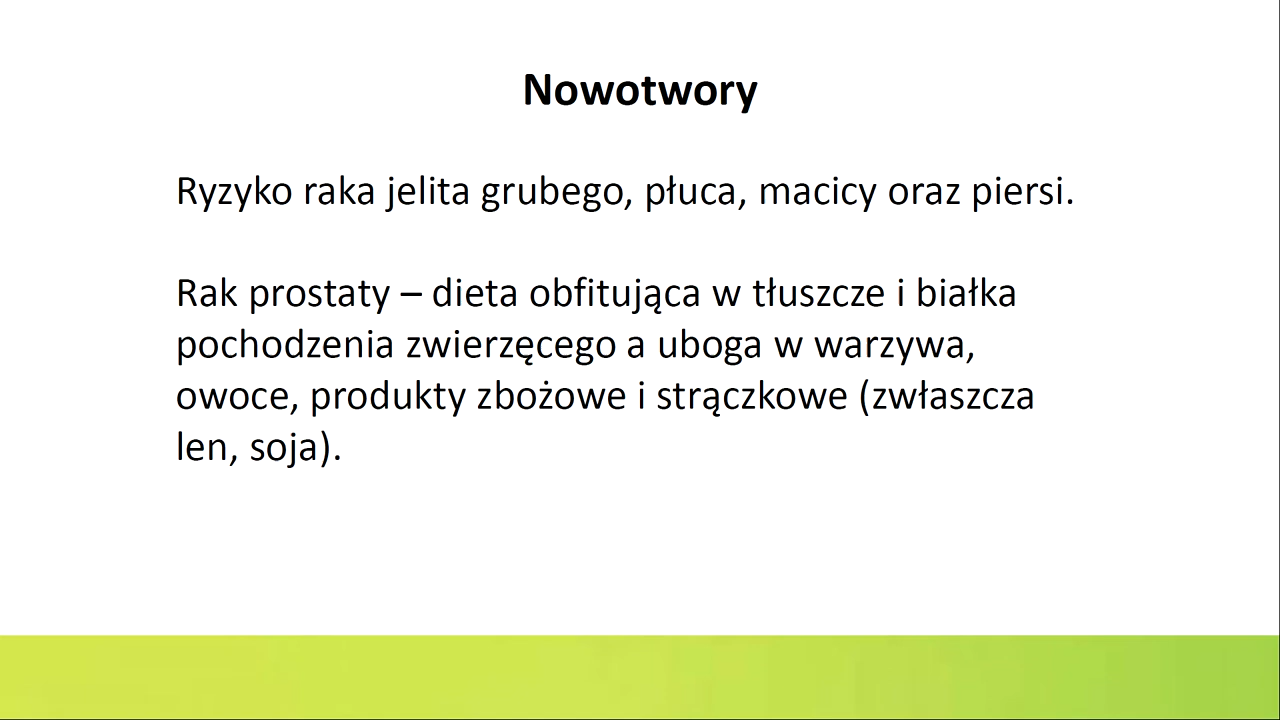 Nowotwory
Ryzyko raka jelita grubego, płuca, macicy oraz piersi.
Rak prostaty – dieta obfitująca w tłuszcze i białka
pochodzenia zwierzęcego a uboga w warzywa,
owoce, produkty zbożowe i strączkowe (zwłaszcza
len, soja).